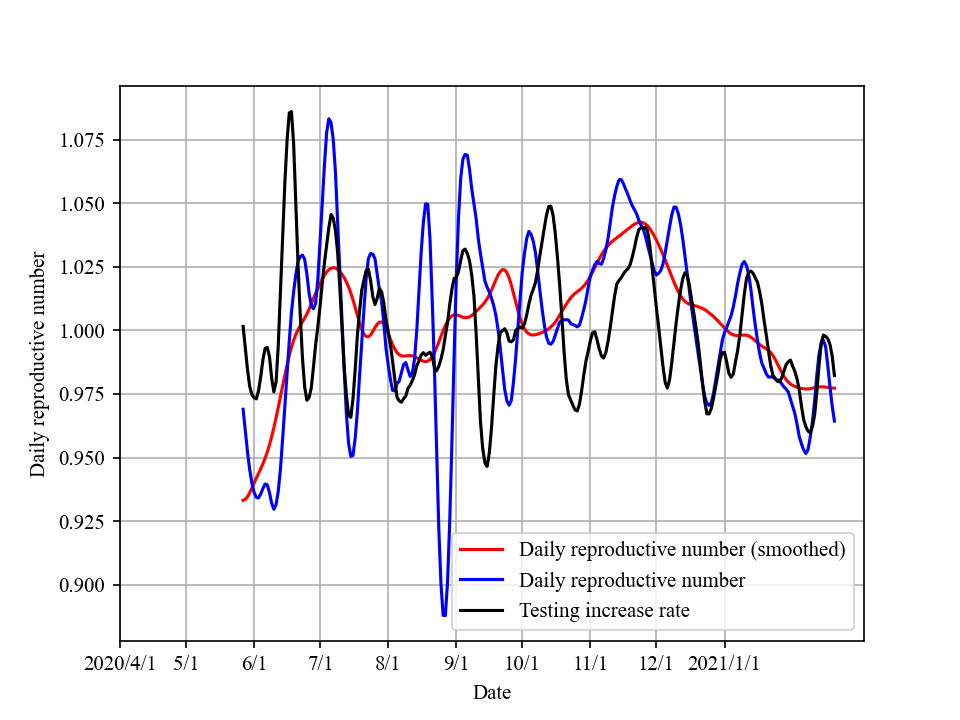 1.075
1.050
1.025
1.000
0.975
0.950
0.925
0.900
Daily reproductive number
Daily reproductive number (smoothed)
Daily reproductive number
Testing increase rate
2020/4/1 5/1 6/1 7/1 8/1 9/1 10/1 11/1 12/1 2021/1/1
Date